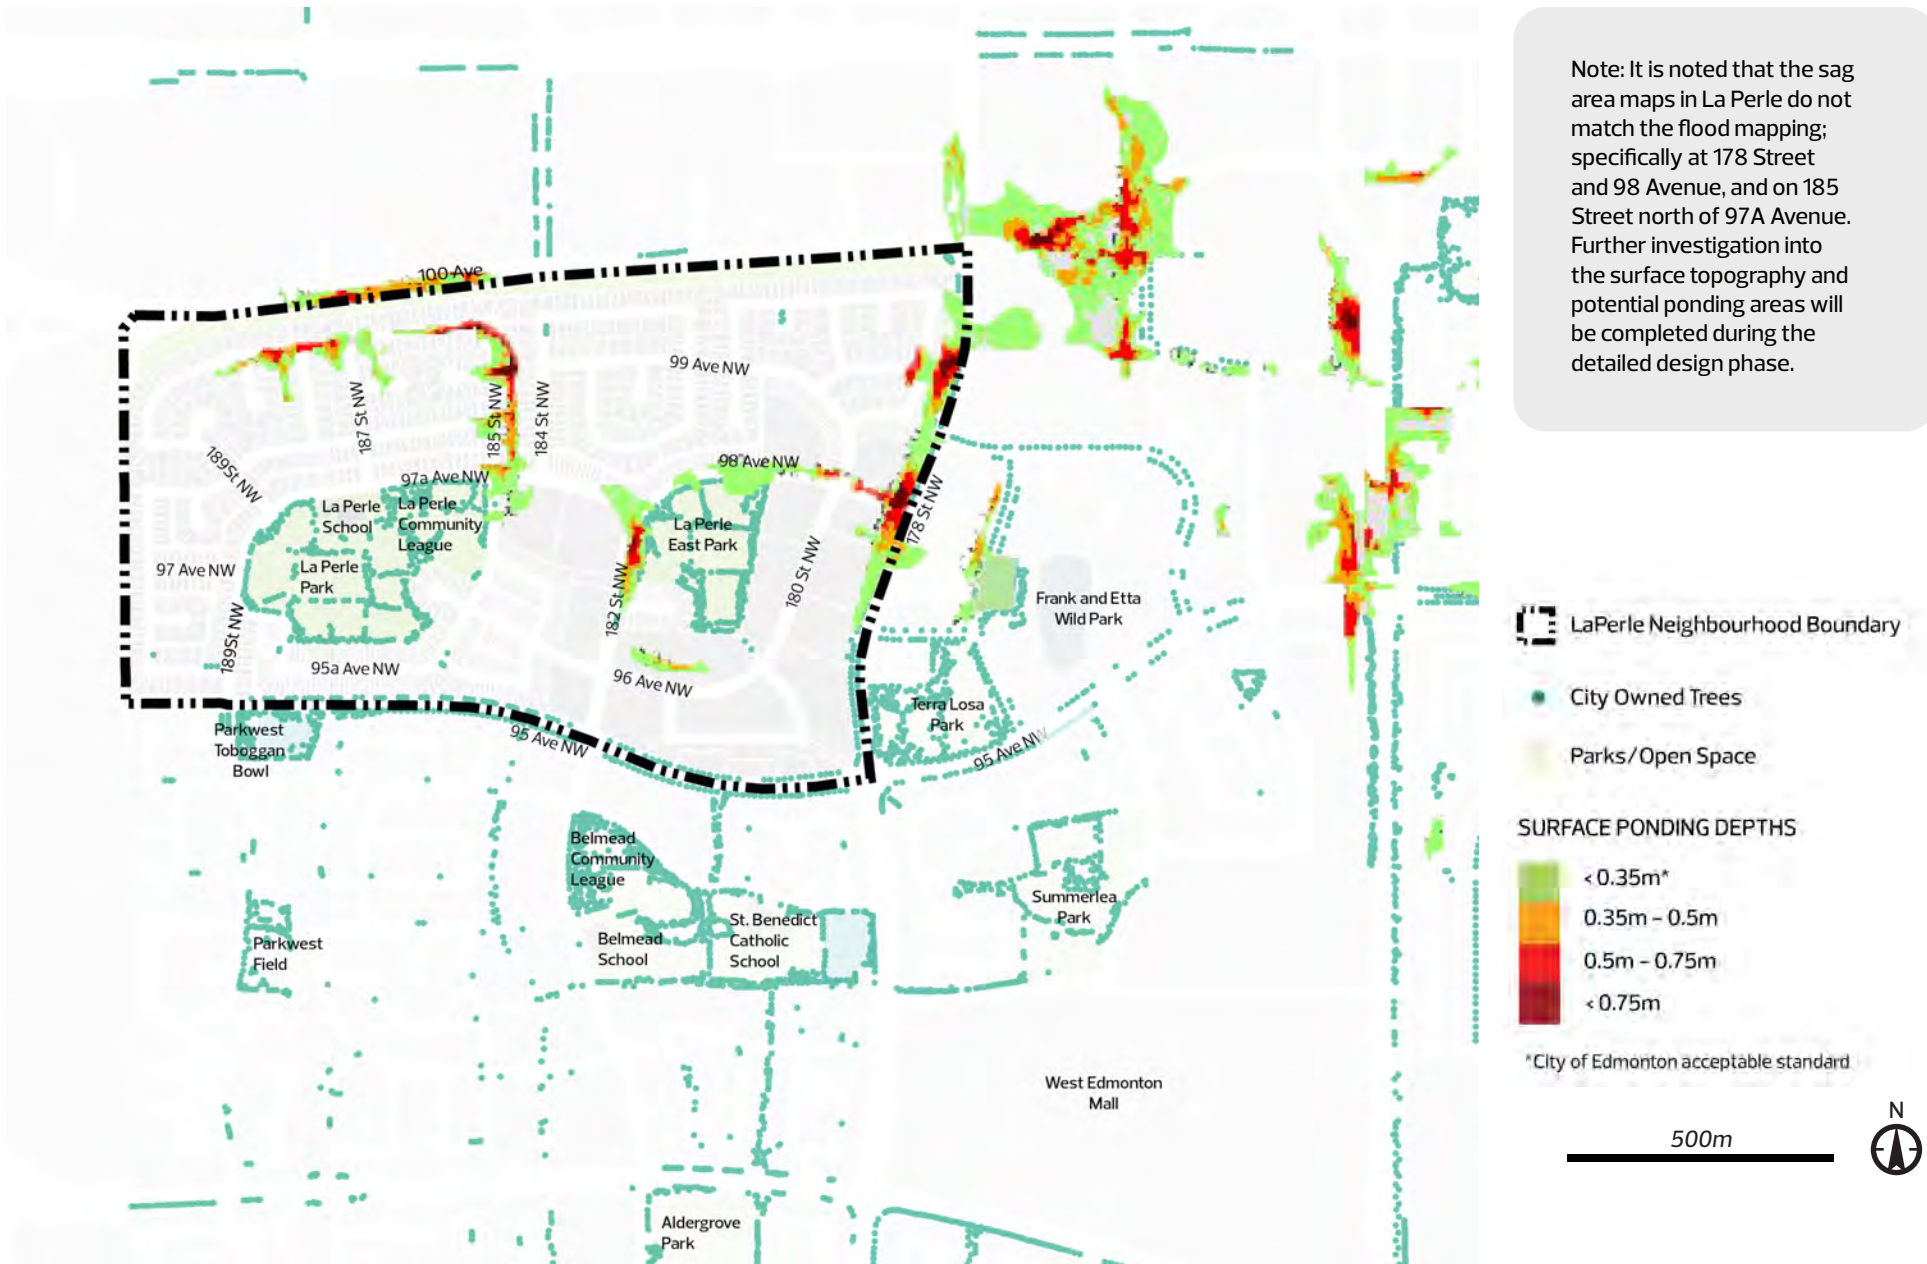 Note: It is noted that the sag
area maps in La Perle do not
match the flood mapping;
specifically at 178 Street
and 98 Avenue, and on 185
Street north of 97A Avenue.
Further investigation into
the surface topography and
potential ponding areas will
be completed during the
detailed design phase.
100 Ave
99 Ave NW
187 St NW
185 St NW
184 St NW
189St NW
97a Ave NW
98 Ave NW
La Perle
School
La Perle
Community
League
La Perle
East Park
178 St NW
97 Ave NW
La Perle
Park
182 St NW
180 St NW
Frank and Etta
Wild Park
189St NW
95a Ave NW
96 Ave NW
Terra Losa
Park
Parkwest
Toboggan
Bowl
95 Ave NW
95 Ave NW
Belmead
Community
League
Belmead
School
St. Benedict
Catholic
School
Summerlea
Park
Parkwest
Field
West Edmonton
Mall
Aldergrove
Park
LaPerle Neighbourhood Boundary
City Owned Trees
Parks/Open Space
SURFACE PONDING DEPTHS
<0.35m*
0.35m - 0.5m
0.5m - 0.75m
<0.75m
*City of Edmonton acceptable standard
500m
N